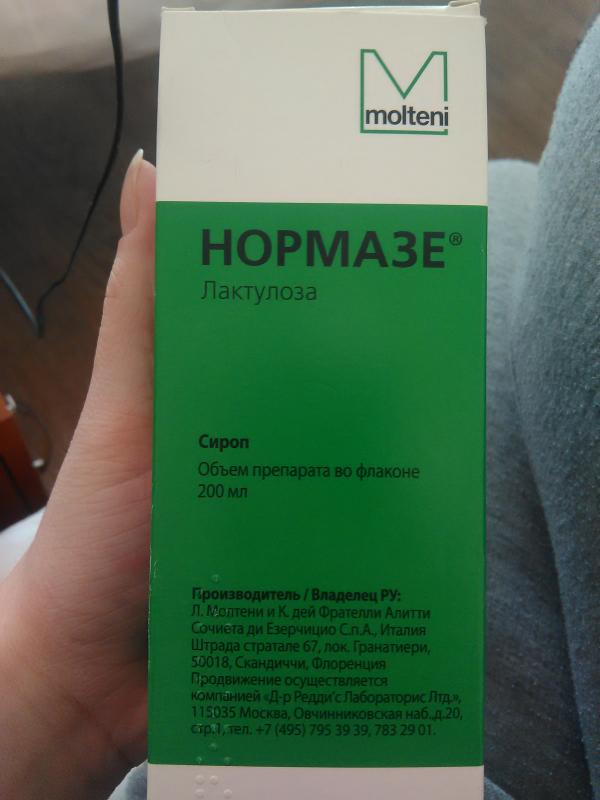 molteni
НОРМАЗЕ®
Лактулоза
Сироп
Объем препарата во флаконе
200 мл
Производитель / Владелец РУ:
Л. Молтени и К. дей Фрателли Алитти
Сочиета ди Езерчицио С.п.А., Италия
Штрада стратале 67, лок. Гранатиери,
50018, Скандиччи, Флоренция
Продвижение осуществляется
компанией «Д-р Редди'с Лабораторис Лтд.»,
115035 Москва, Овчинниковская наб.,д.20,
стр.1, тел. +7 (495) 795 39 39, 783 29 01.